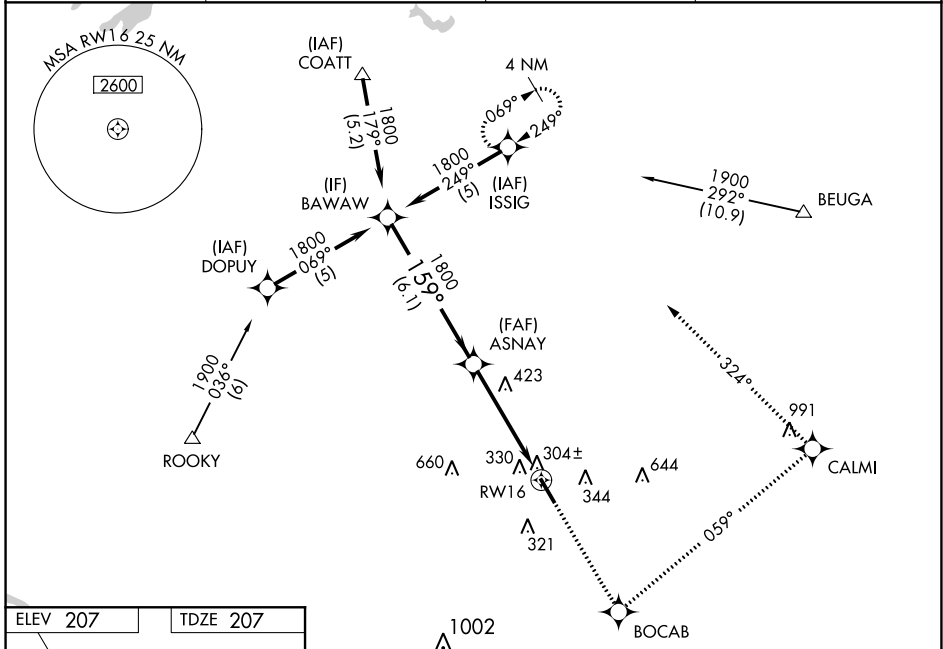 MSA RW16 25 NM
2600
(IAF)
COATT
1800
179°
(5.2)
4 NM
069°
249°
1800
249°
(5)
(IAF)
ISSIG
(IF)
BAWAW
1900
292°
(10.9)
BEUGA
(IAF)
DOPUY
1800
069°
(5)
1800
159°
(6.1)
1900
036°
(6)
ROOKY
(FAF)
ASNAY
423
324°
991
CALMI
660
330
304±
RW16
344
644
321
059°
BOCAB
ELEV 207
TDZE 207
1002